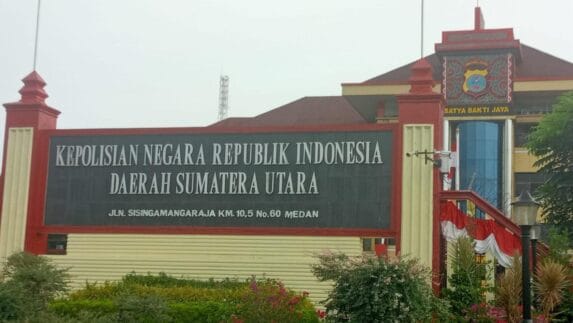 KEPOLISIAN NEGARA REPUBLIK INDONESIA
DAERAH SUMATERA UTARA
JLN. SISINGAMANGARAJA KM. 10,5 No. 60 MEDAN
SATYA BAKTI JAYA